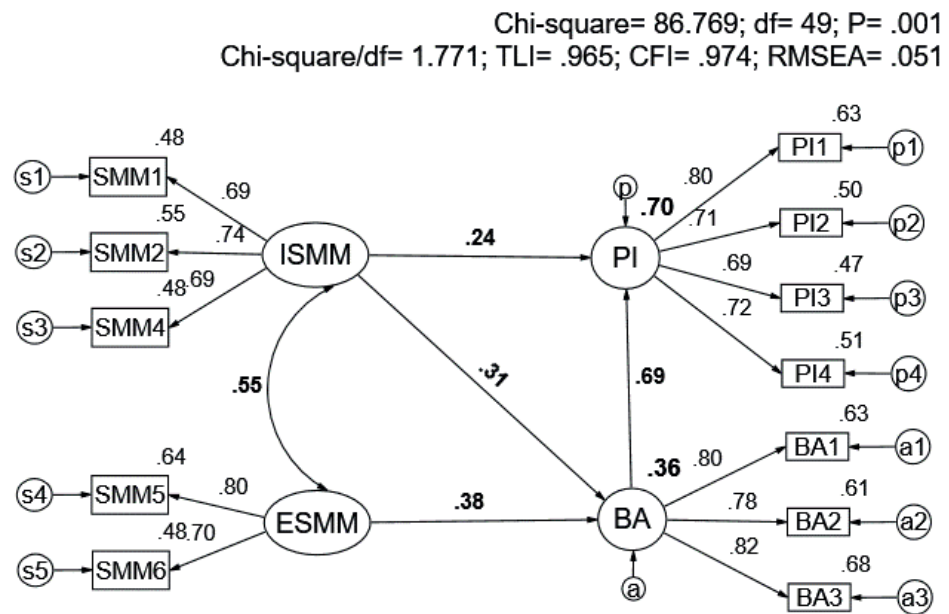 Chi-square= 86.769; df= 49; P= .001
Chi-square/df= 1.771; TLI= .965; CFI= .974; RMSEA= .051
.48
s1 SMM1
.69
.55
s2 SMM2
.74
.48 .69
s3 SMM4
ISMM
.24
p
.70
PI
.80
.63
PI1 p1
.71
.50
PI2 p2
.69
.47
PI3 p3
.72
.51
PI4 p4
.55
.31
.69
.64
s4 SMM5
.80
.48 .70
s5 SMM6
ESMM
.38
.36
BA
a
.80
.63
BA1 a1
.78
.61
BA2 a2
.82
.68
BA3 a3